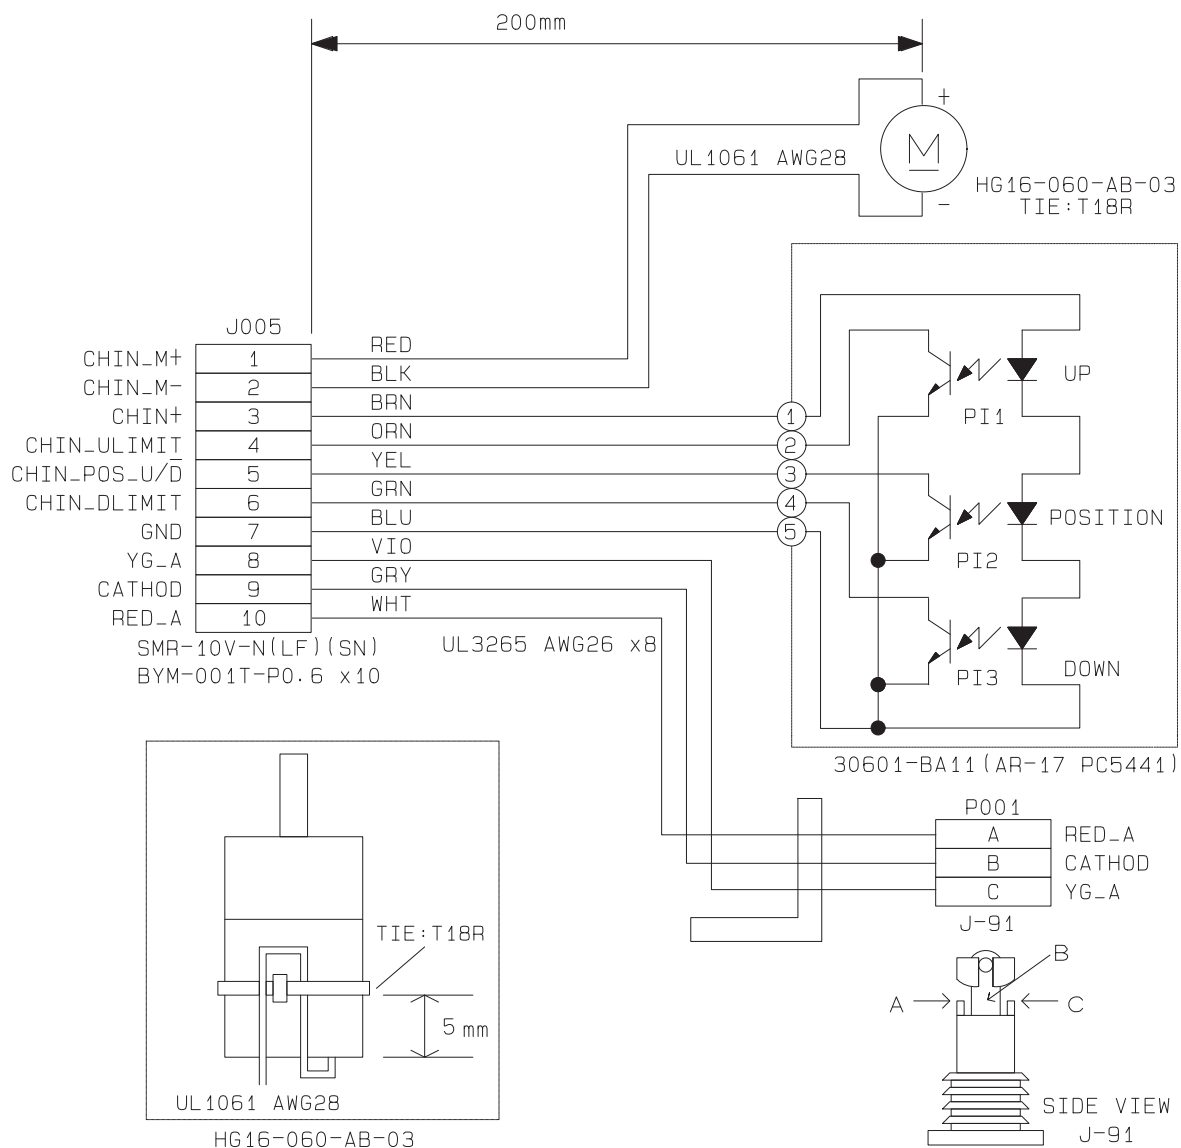 200mm
+
M
UL1061 AWG28
HG16-060-AB-03
TIE:T18R
-
J005
CHIN_M+ 1 RED
CHIN_M- 2 BLK
CHIN+ 3 BRN 1
CHIN_ULIMIT 4 ORN 2
CHIN_POS_U/D̅ 5 YEL 3
CHIN_DLIMIT 6 GRN 4
GND 7 BLU 5
YG_A 8 VIO
CATHOD 9 GRY
RED_A 10 WHT
SMR-10V-N(LF)(SN)
BYM-001T-P0.6 x10
UL3265 AWG26 x8
UP
PI1
POSITION
PI2
DOWN
PI3
30601-BA11(AR-17 PC5441)
P001
A RED_A
B CATHOD
C YG_A
J-91
TIE:T18R
5 mm
UL1061 AWG28
HG16-060-AB-03
B
A
C
SIDE VIEW
J-91